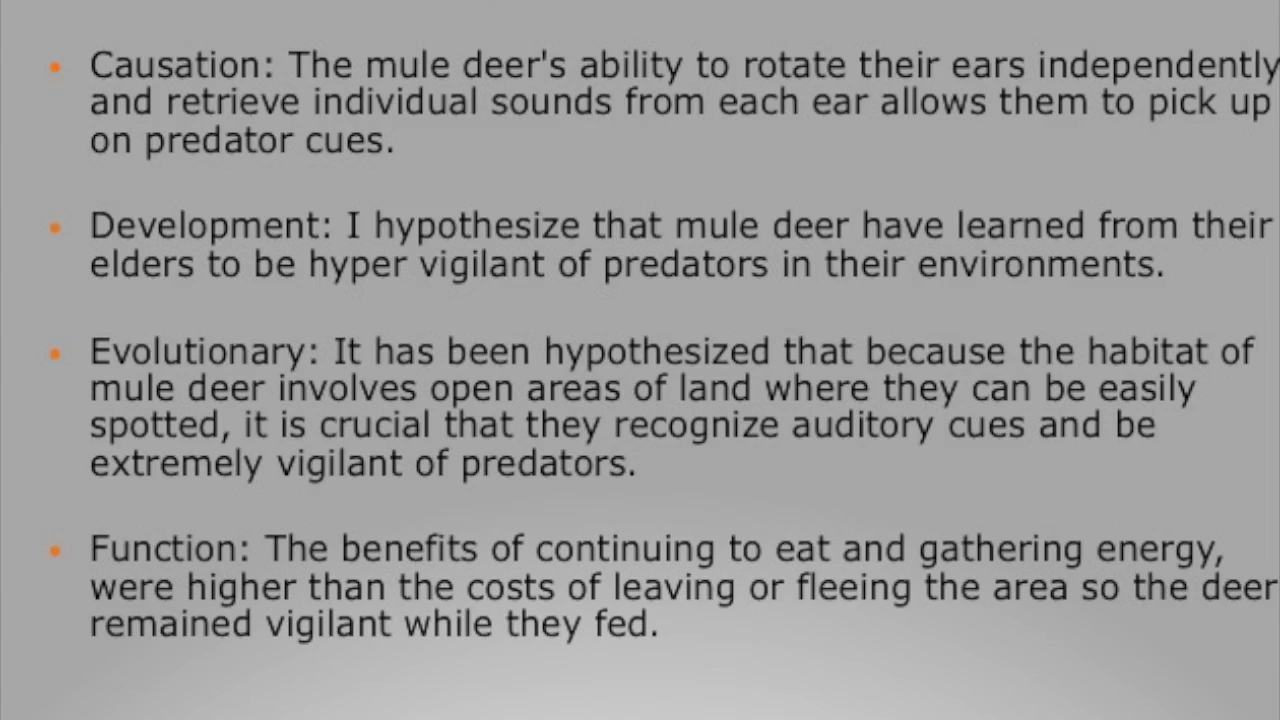 • Causation: The mule deer's ability to rotate their ears independently
and retrieve individual sounds from each ear allows them to pick up
on predator cues.
• Development: I hypothesize that mule deer have learned from their
elders to be hyper vigilant of predators in their environments.
• Evolutionary: It has been hypothesized that because the habitat of
mule deer involves open areas of land where they can be easily
spotted, it is crucial that they recognize auditory cues and be
extremely vigilant of predators.
• Function: The benefits of continuing to eat and gathering energy,
were higher than the costs of leaving or fleeing the area so the deer
remained vigilant while they fed.